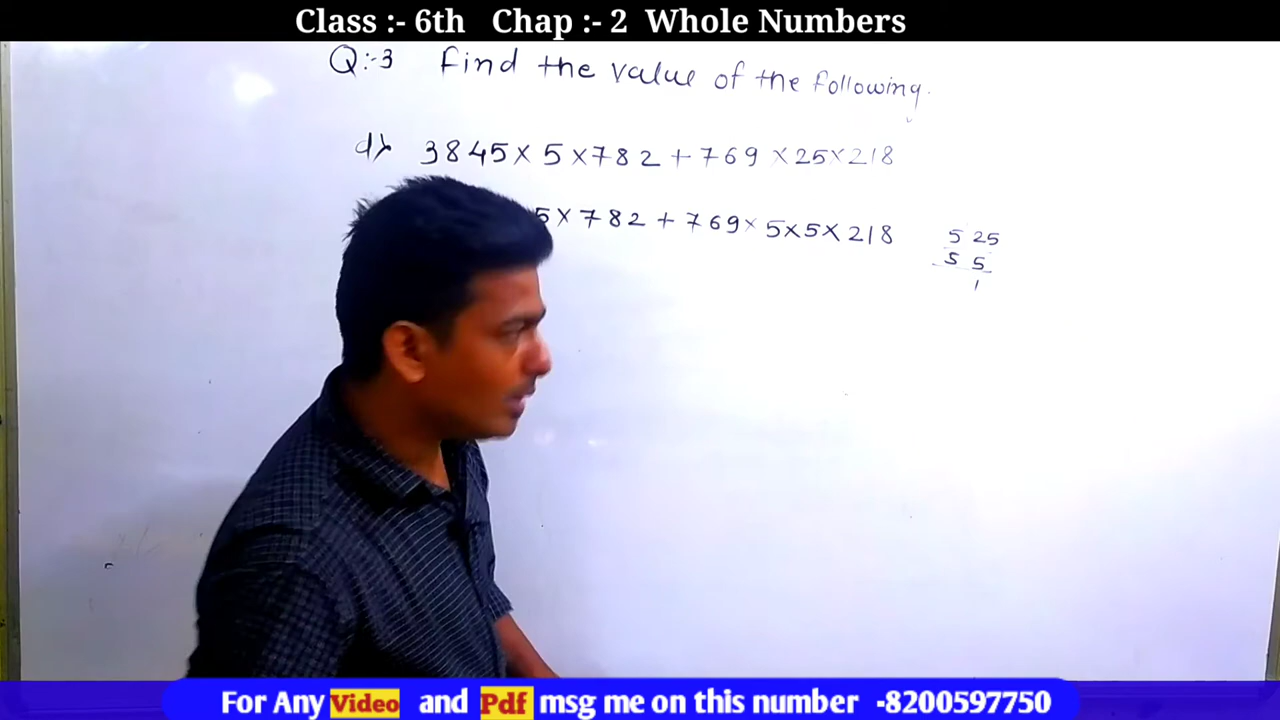 Class :- 6th Chap :- 2 Whole Numbers
Q:-3 Find the value of the following.
d) 3845 × 5 × 782 + 769 × 25 × 218
5 × 782 + 769 × 5 × 5 × 218
5 25
5 5
1
For Any Video and Pdf msg me on this number -8200597750